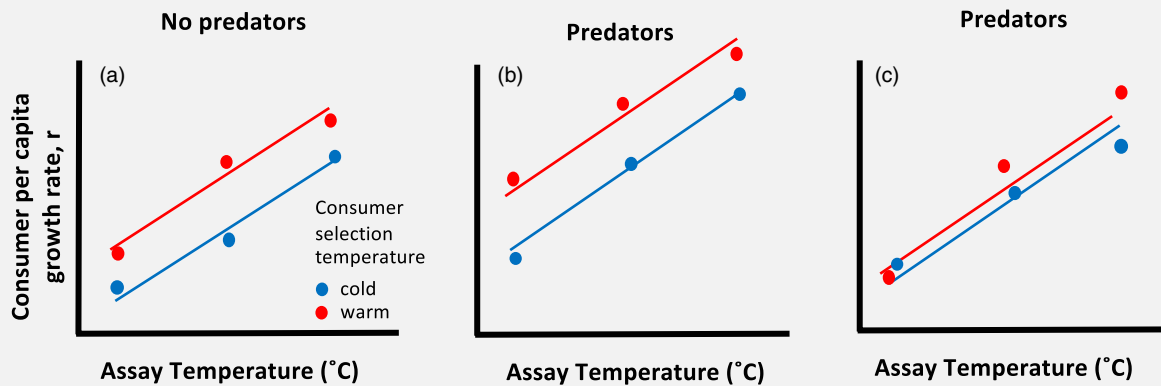 No predators
Predators
Predators
(a)
(b)
(c)
Consumer per capita
growth rate, r
Consumer
selection
temperature
cold
warm
Assay Temperature (˚C)
Assay Temperature (˚C)
Assay Temperature (˚C)